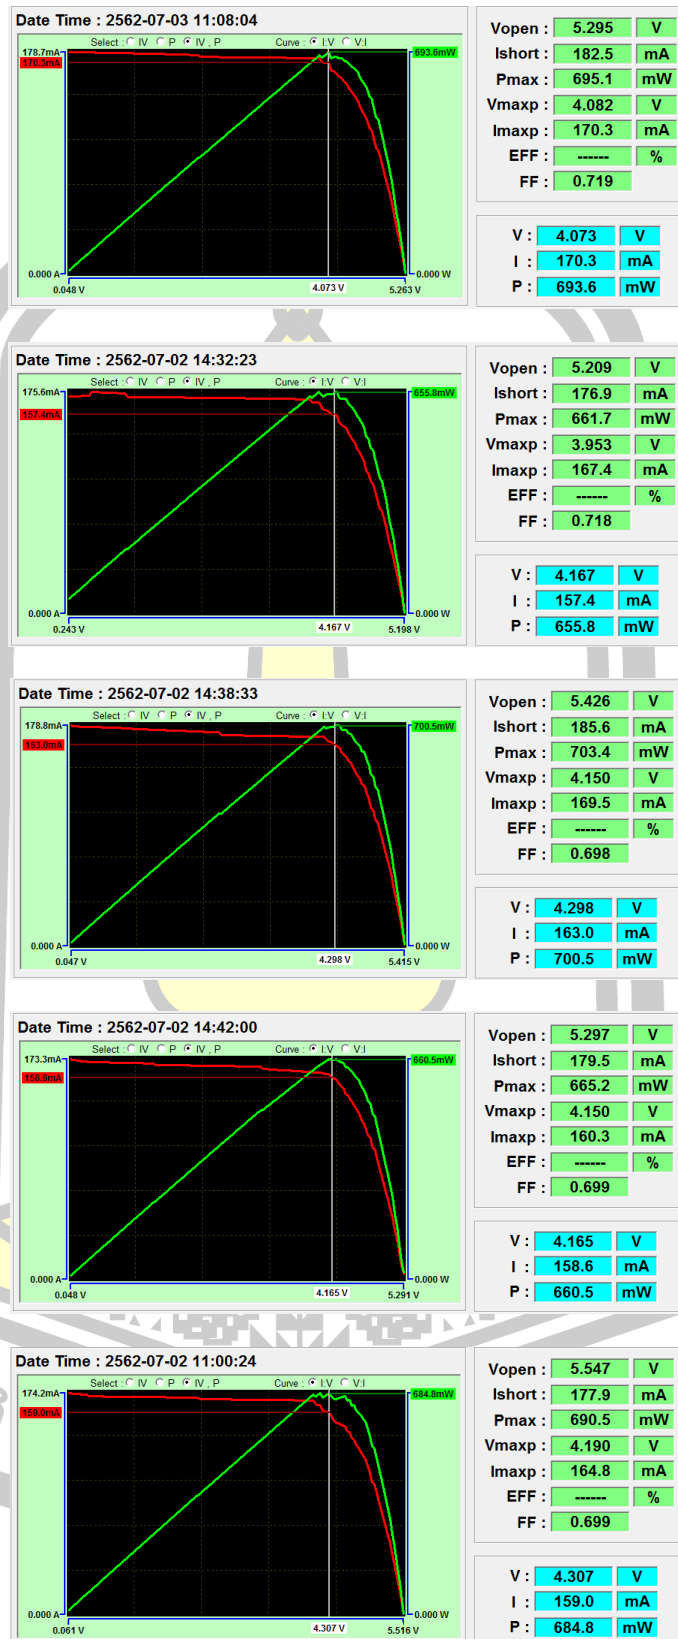 Date Time : 2562-07-03 11:08:04
Select : IV P IV , P Curve : I:V V:I
178.7mA
170.3mA
693.6mW
0.000 A
0.000 W
0.048 V
4.073 V
5.263 V
Vopen : 5.295 V
Ishort : 182.5 mA
Pmax : 695.1 mW
Vmaxp : 4.082 V
Imaxp : 170.3 mA
EFF : ------ %
FF : 0.719
V : 4.073 V
I : 170.3 mA
P : 693.6 mW
Date Time : 2562-07-02 14:32:23
Select : IV P IV , P Curve : I:V V:I
175.6mA
157.4mA
655.8mW
0.000 A
0.000 W
0.243 V
4.167 V
5.198 V
Vopen : 5.209 V
Ishort : 176.9 mA
Pmax : 661.7 mW
Vmaxp : 3.953 V
Imaxp : 167.4 mA
EFF : ------ %
FF : 0.718
V : 4.167 V
I : 157.4 mA
P : 655.8 mW
Date Time : 2562-07-02 14:38:33
Select : IV P IV , P Curve : I:V V:I
178.8mA
163.0mA
700.5mW
0.000 A
0.000 W
0.047 V
4.298 V
5.415 V
Vopen : 5.426 V
Ishort : 185.6 mA
Pmax : 703.4 mW
Vmaxp : 4.150 V
Imaxp : 169.5 mA
EFF : ------ %
FF : 0.698
V : 4.298 V
I : 163.0 mA
P : 700.5 mW
Date Time : 2562-07-02 14:42:00
Select : IV P IV , P Curve : I:V V:I
173.3mA
158.6mA
660.5mW
0.000 A
0.000 W
0.048 V
4.165 V
5.291 V
Vopen : 5.297 V
Ishort : 179.5 mA
Pmax : 665.2 mW
Vmaxp : 4.150 V
Imaxp : 160.3 mA
EFF : ------ %
FF : 0.699
V : 4.165 V
I : 158.6 mA
P : 660.5 mW
Date Time : 2562-07-02 11:00:24
Select : IV P IV , P Curve : I:V V:I
174.2mA
159.0mA
684.8mW
0.000 A
0.000 W
0.061 V
4.307 V
5.516 V
Vopen : 5.547 V
Ishort : 177.9 mA
Pmax : 690.5 mW
Vmaxp : 4.190 V
Imaxp : 164.8 mA
EFF : ------ %
FF : 0.699
V : 4.307 V
I : 159.0 mA
P : 684.8 mW